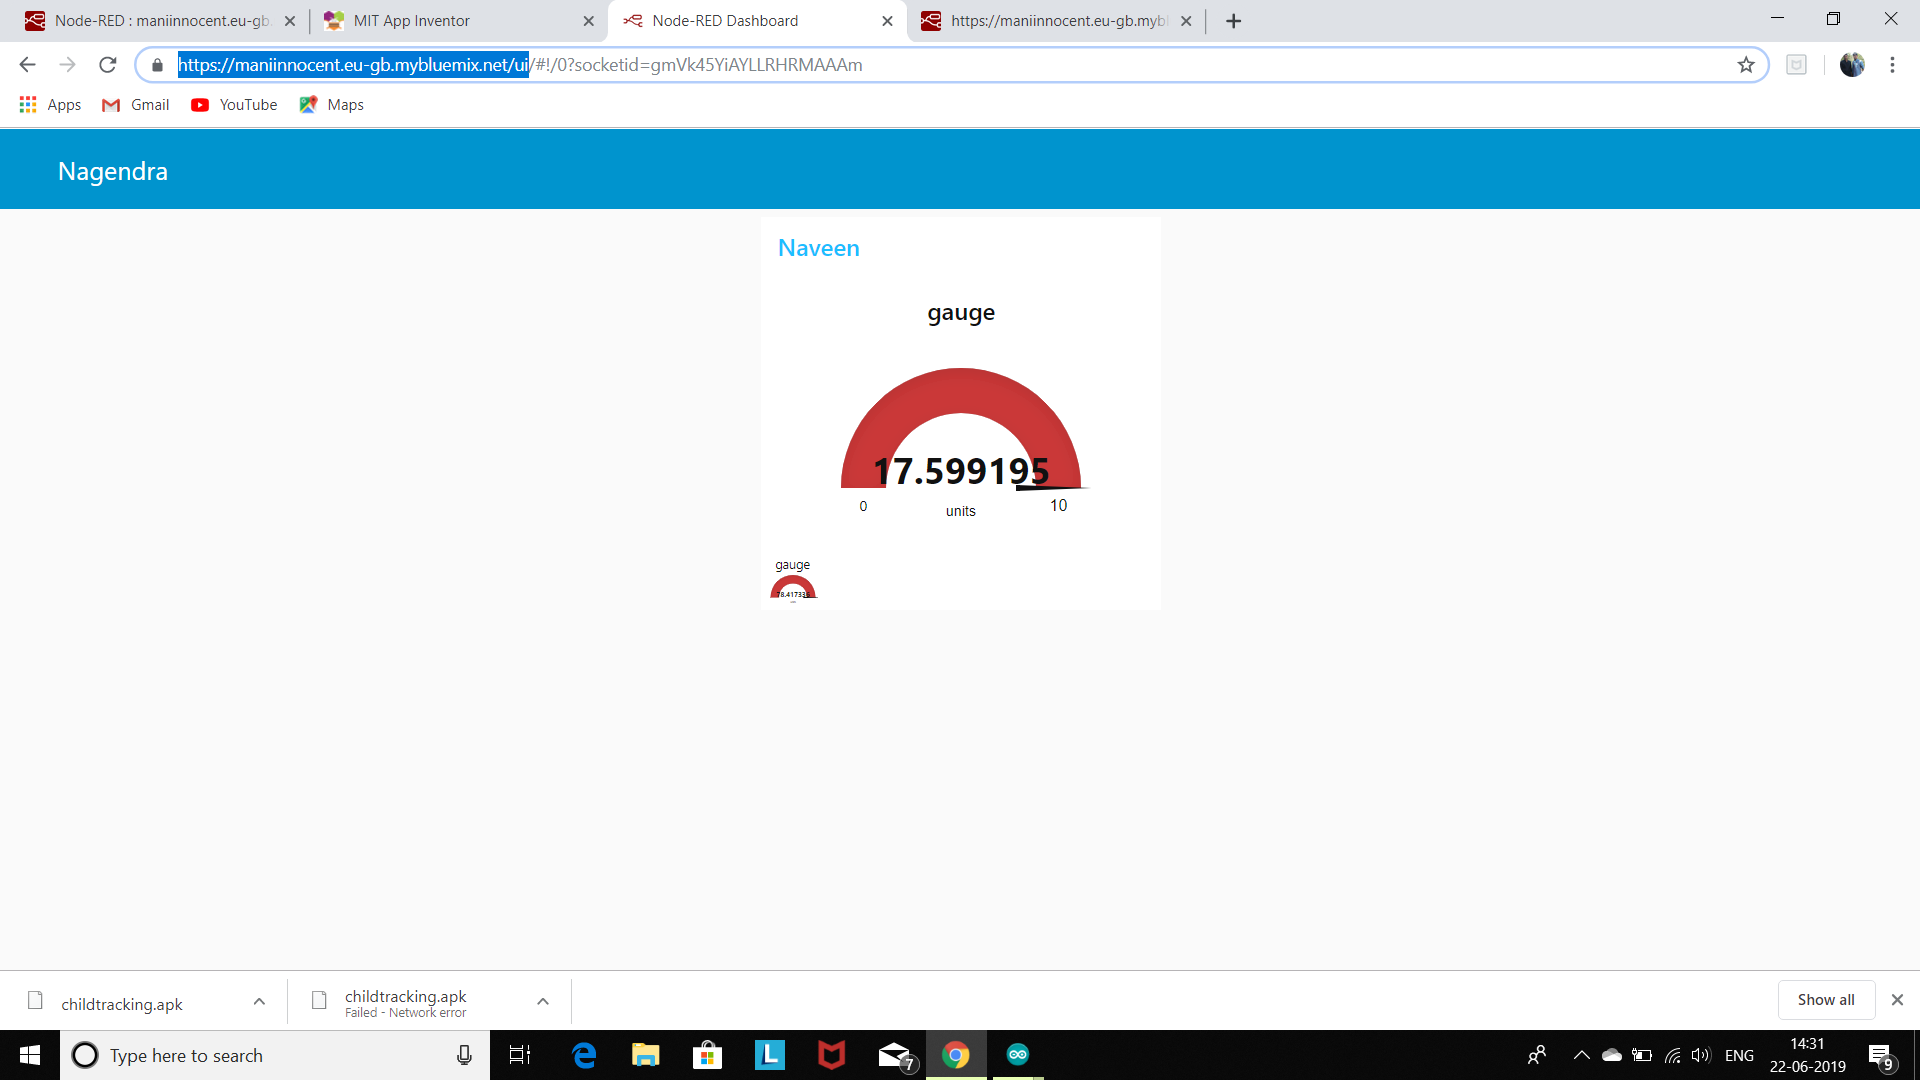 Node-RED : maniinnocent.eu-gb.
MIT App Inventor
Node-RED Dashboard
https://maniinnocent.eu-gb.mybl
https://maniinnocent.eu-gb.mybluemix.net/ui/#!/0?socketid=gmVk45YiAYLLRHRMAAAm
Apps
Gmail
YouTube
Maps
Nagendra
Naveen
gauge
17.599195
0
units
10
gauge
78.417336
childtracking.apk
childtracking.apk
Failed - Network error
Show all
Type here to search
L
7
ENG
14:31
22-06-2019
9